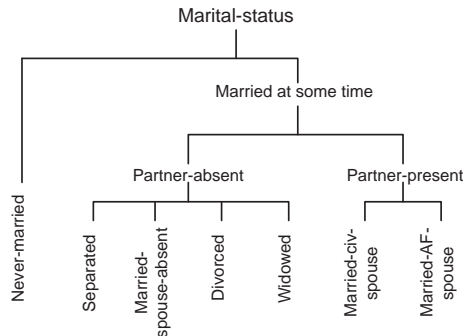 Marital-status
Married at some time
Partner-absent
Partner-present
Never-married
Separated
Married-
spouse-absent
Divorced
Widowed
Married-civ-
spouse
Married-AF-
spouse